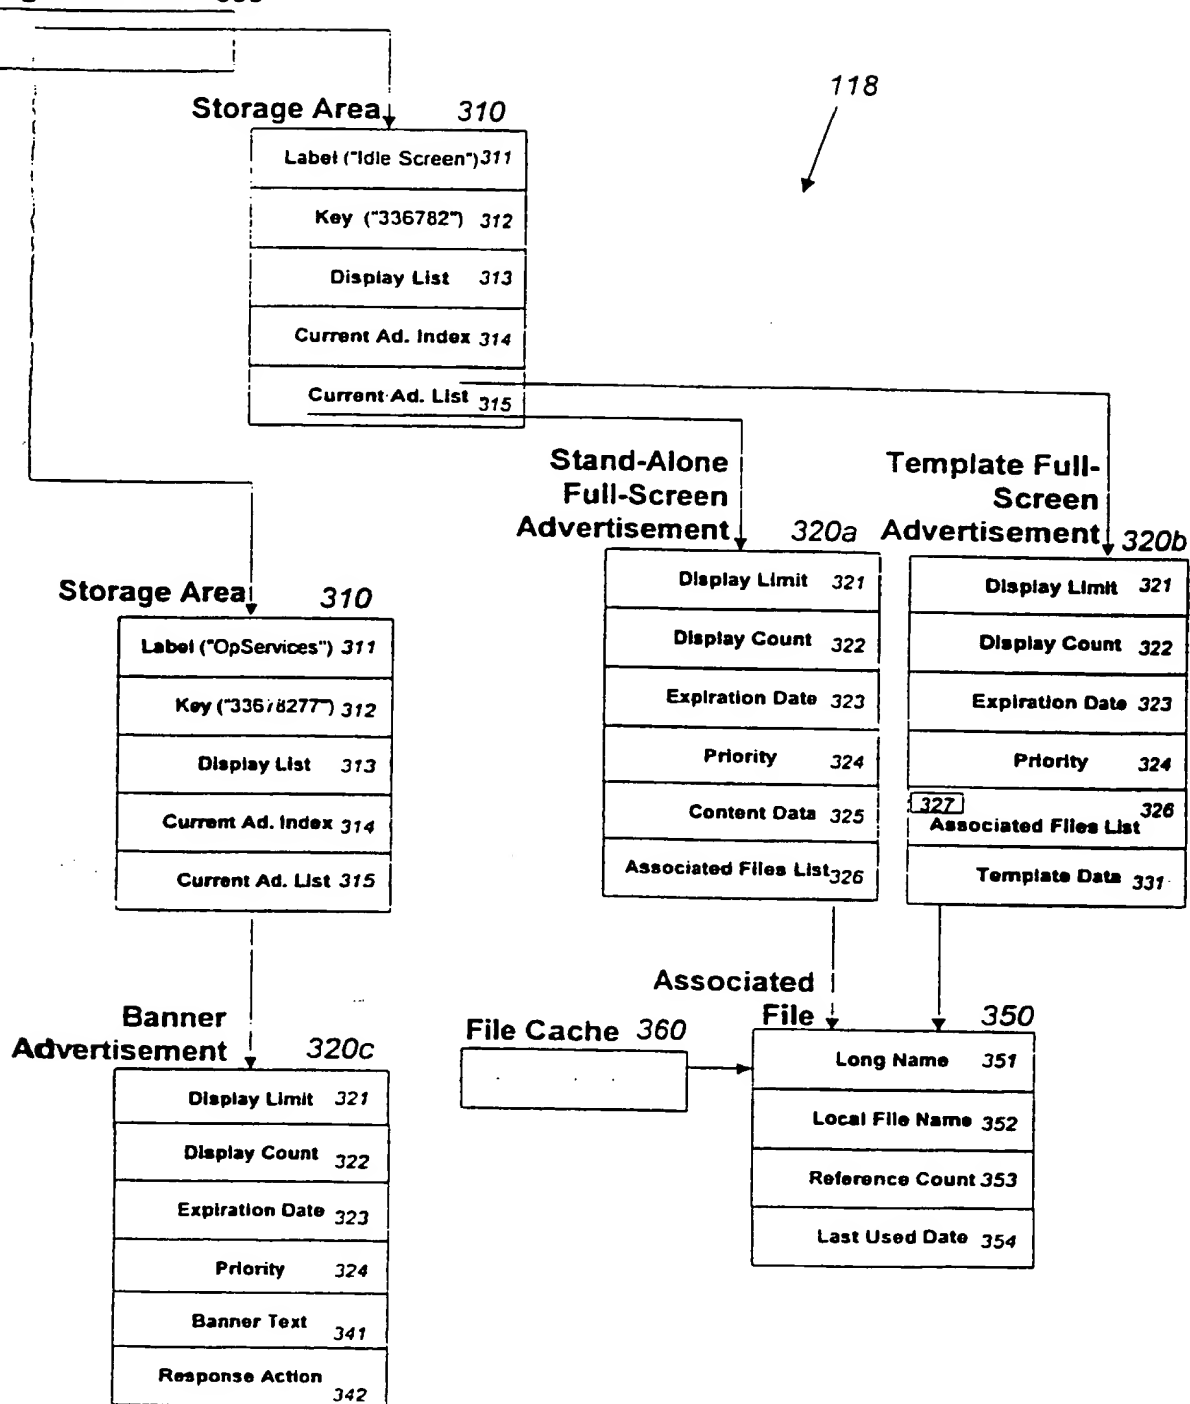 118
Storage Area 310
Label ("Idle Screen") 311
Key ("336782") 312
Display List 313
Current Ad. Index 314
Current Ad. List 315
Stand-Alone
Full-Screen
Advertisement 320a
Display Limit 321
Display Count 322
Expiration Date 323
Priority 324
Content Data 325
Associated Files List 326
Template Full-
Screen
Advertisement 320b
Display Limit 321
Display Count 322
Expiration Date 323
Priority 324
327
Associated Files List 326
Template Data 331
Storage Area 310
Label ("OpServices") 311
Key ("33678277") 312
Display List 313
Current Ad. Index 314
Current Ad. List 315
Banner
Advertisement 320c
Display Limit 321
Display Count 322
Expiration Date 323
Priority 324
Banner Text 341
Response Action 342
File Cache 360
Associated
File 350
Long Name 351
Local File Name 352
Reference Count 353
Last Used Date 354